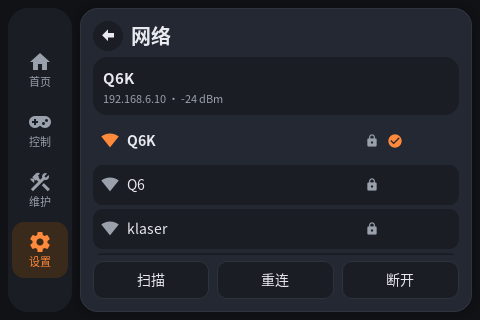 网络
首页
控制
维护
设置
Q6K
192.168.6.10 • -24 dBm
Q6K
Q6
klaser
扫描
重连
断开